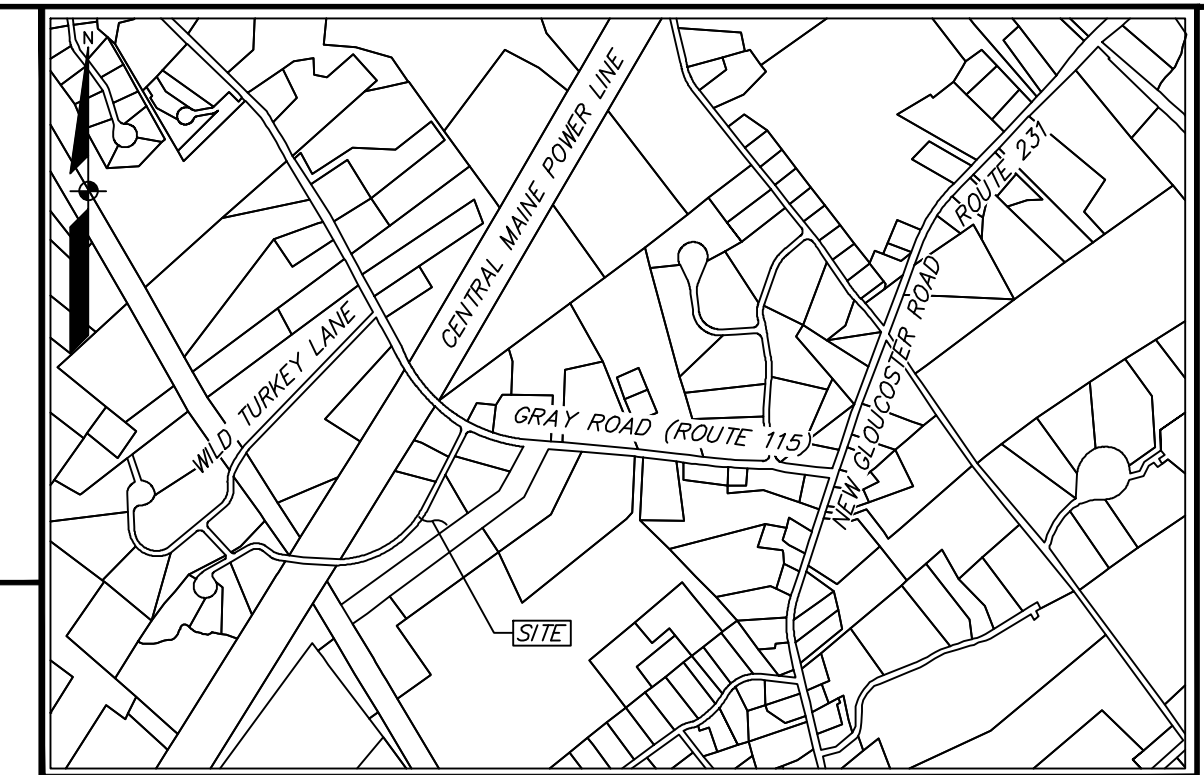 N
CENTRAL MAINE POWER LINE
ROUTE 231
WILD TURKEY LANE
NEW GLOUCOSTER ROAD
GRAY ROAD (ROUTE 115)
SITE